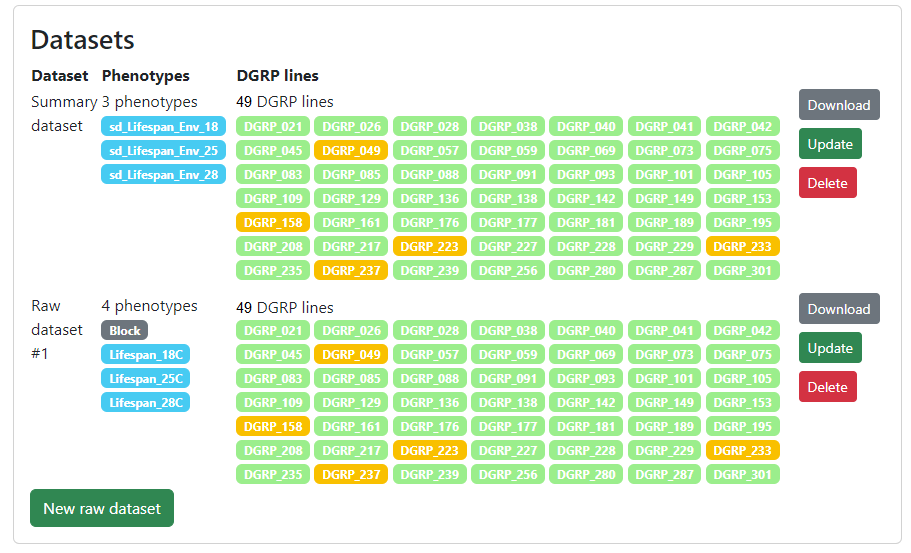 Datasets
Dataset Phenotypes DGRP lines
Summary dataset
3 phenotypes
sd_Lifespan_Env_18
sd_Lifespan_Env_25
sd_Lifespan_Env_28
49 DGRP lines
DGRP_021 DGRP_026 DGRP_028 DGRP_038 DGRP_040 DGRP_041 DGRP_042
DGRP_045 DGRP_049 DGRP_057 DGRP_059 DGRP_069 DGRP_073 DGRP_075
DGRP_083 DGRP_085 DGRP_088 DGRP_091 DGRP_093 DGRP_101 DGRP_105
DGRP_109 DGRP_129 DGRP_136 DGRP_138 DGRP_142 DGRP_149 DGRP_153
DGRP_158 DGRP_161 DGRP_176 DGRP_177 DGRP_181 DGRP_189 DGRP_195
DGRP_208 DGRP_217 DGRP_223 DGRP_227 DGRP_228 DGRP_229 DGRP_233
DGRP_235 DGRP_237 DGRP_239 DGRP_256 DGRP_280 DGRP_287 DGRP_301
Download
Update
Delete
Raw dataset #1
4 phenotypes
Block
Lifespan_18C
Lifespan_25C
Lifespan_28C
49 DGRP lines
DGRP_021 DGRP_026 DGRP_028 DGRP_038 DGRP_040 DGRP_041 DGRP_042
DGRP_045 DGRP_049 DGRP_057 DGRP_059 DGRP_069 DGRP_073 DGRP_075
DGRP_083 DGRP_085 DGRP_088 DGRP_091 DGRP_093 DGRP_101 DGRP_105
DGRP_109 DGRP_129 DGRP_136 DGRP_138 DGRP_142 DGRP_149 DGRP_153
DGRP_158 DGRP_161 DGRP_176 DGRP_177 DGRP_181 DGRP_189 DGRP_195
DGRP_208 DGRP_217 DGRP_223 DGRP_227 DGRP_228 DGRP_229 DGRP_233
DGRP_235 DGRP_237 DGRP_239 DGRP_256 DGRP_280 DGRP_287 DGRP_301
Download
Update
Delete
New raw dataset